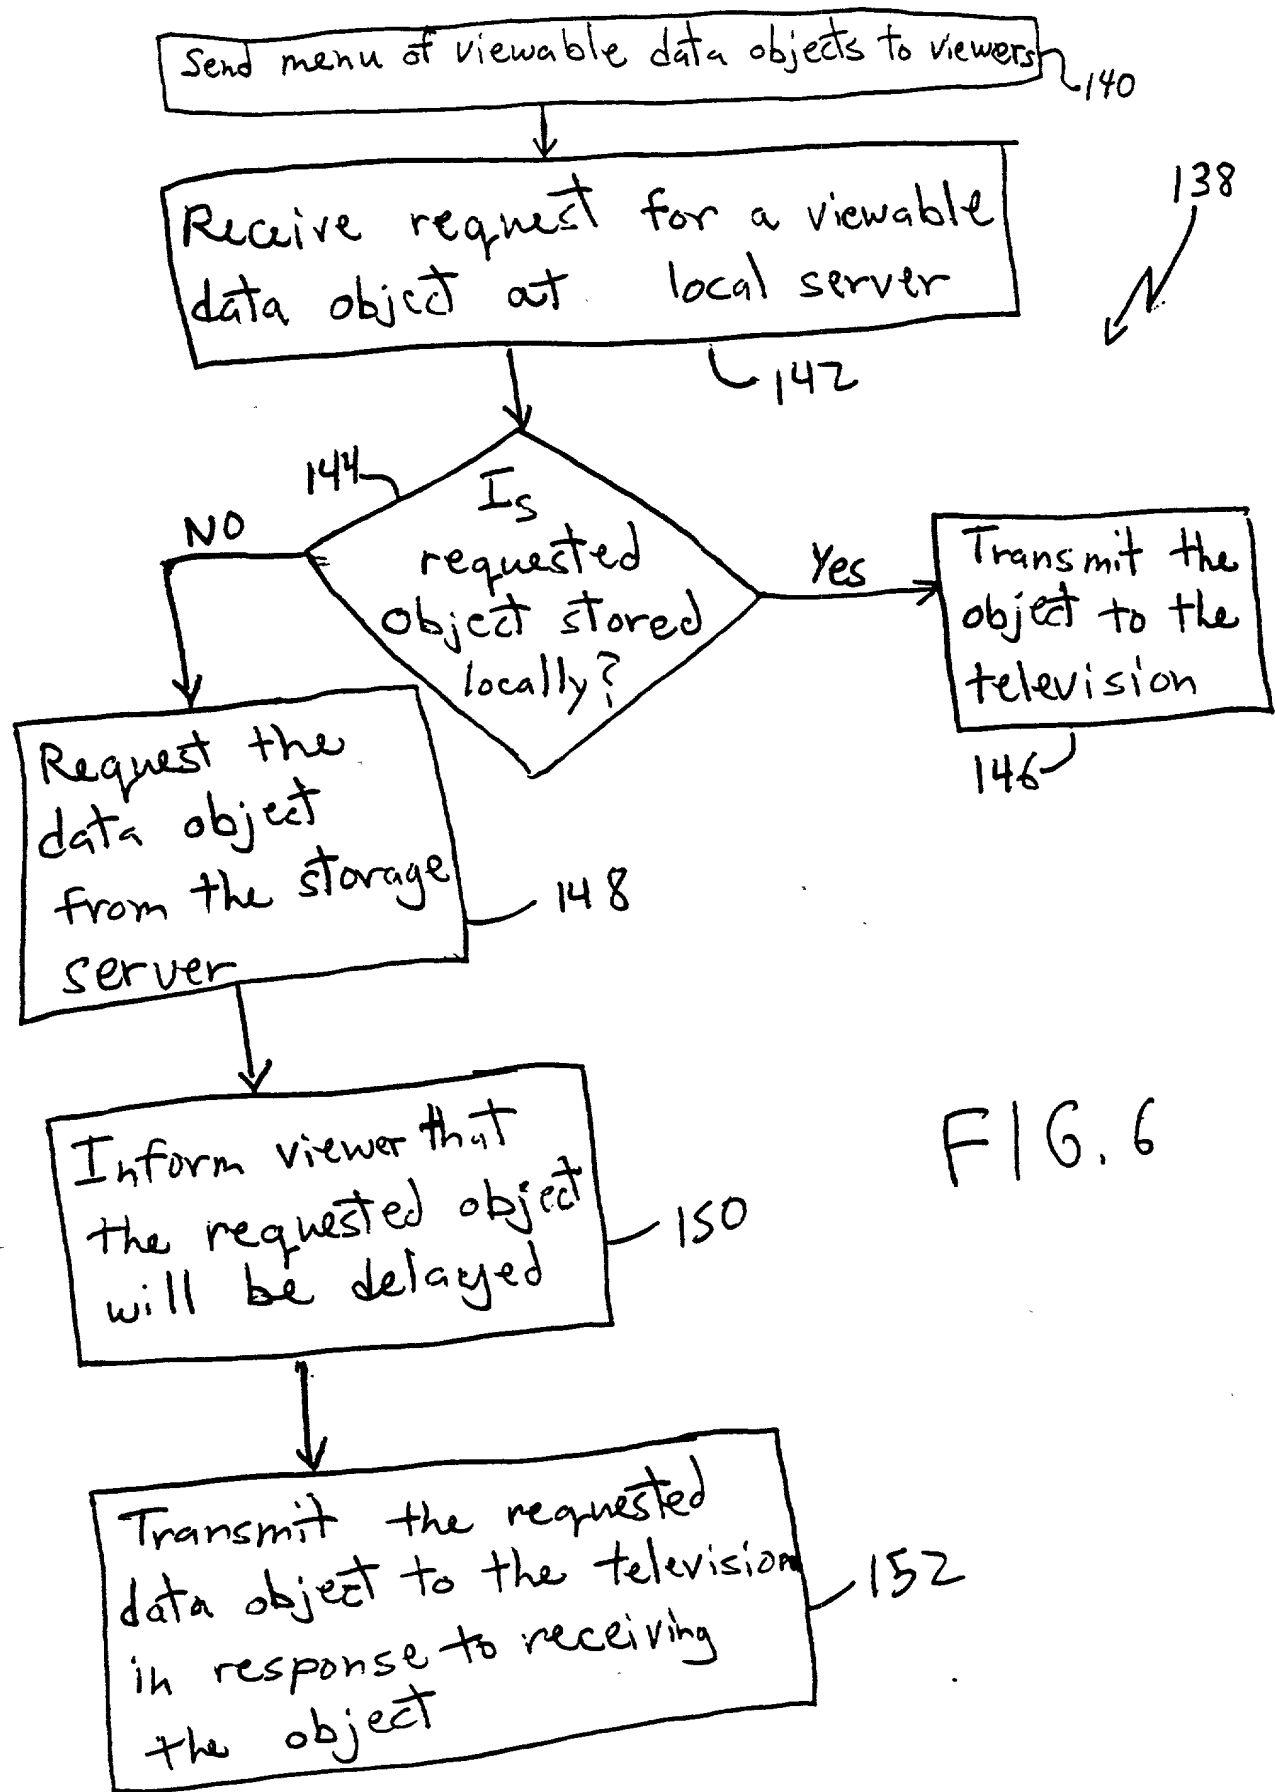 Send menu of viewable data objects to viewers
140
Receive request for a viewable
data object at local server
138
142
144
Is
requested
object stored
locally?
NO
Yes
Transmit the
object to the
television
146
Request the
data object
from the storage
server
148
Inform viewer that
the requested object
will be delayed
150
FIG. 6
Transmit the requested
data object to the television
in response to receiving
the object
152